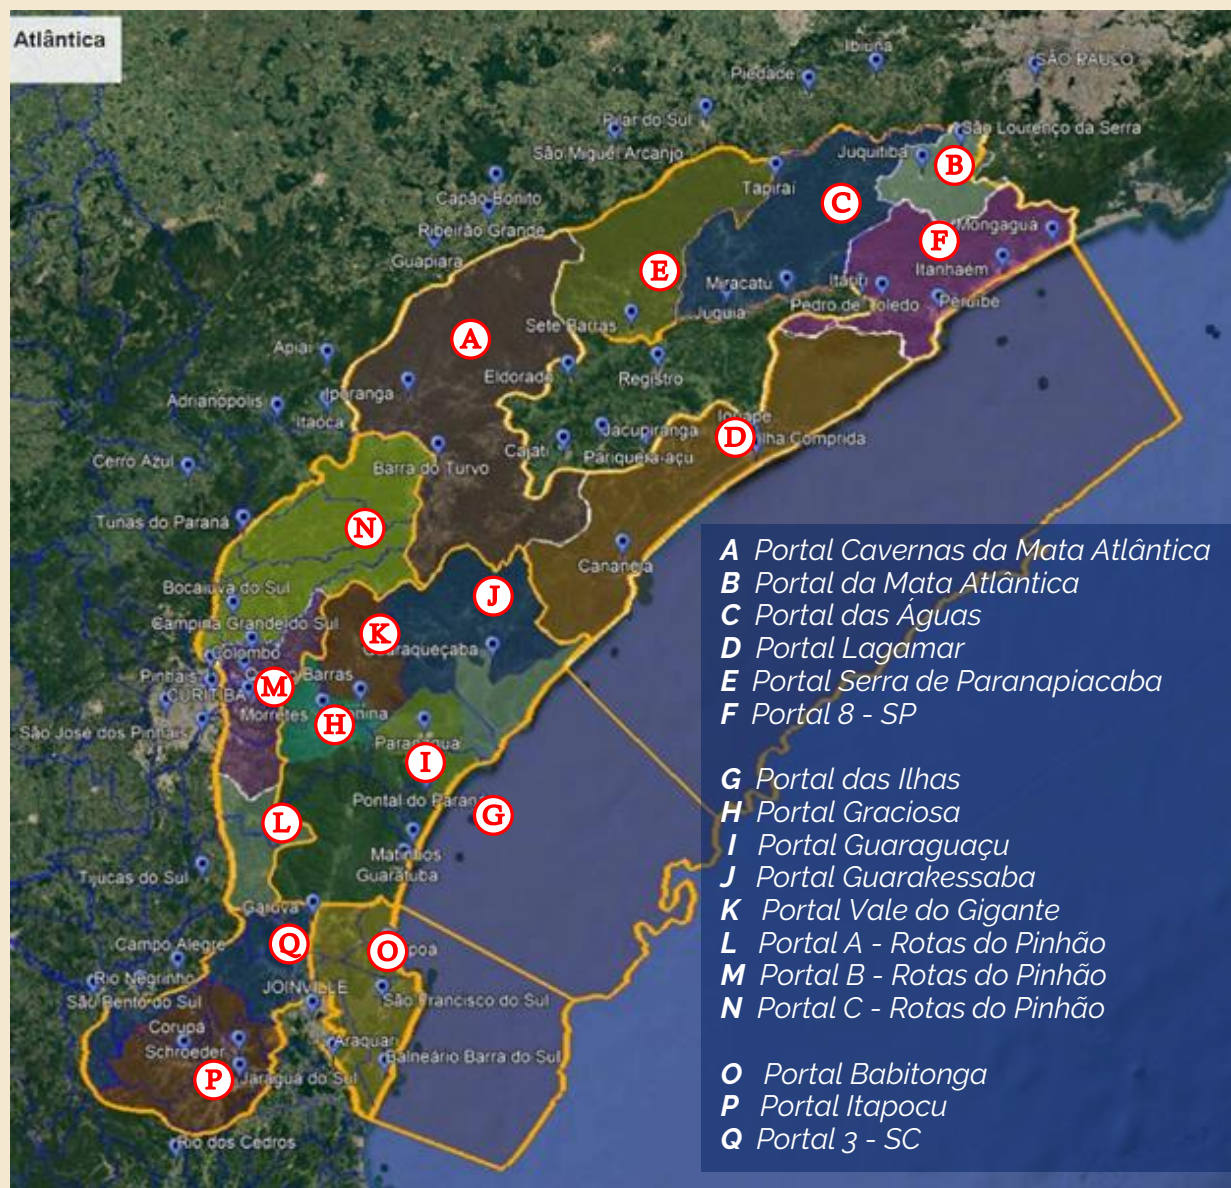 Atlântica
Ibiúna
SÃO PAULO
Piedade
Pilar do Sul
São Lourenço da Serra
São Miguel Arcanjo
Juquitiba
B
Tapiraí
Capão Bonito
C
Ribeirão Grande
Mongaguá
Guapiara
F
E
Itanhaém
Miracatu
Itariri
Pedro de Toledo
Peruíbe
Juquiá
Sete Barras
A
Apiaí
Eldorado
Registro
Iporanga
Adrianópolis
Itaóca
Iguape
Jacupiranga
D
Ilha Comprida
Cajati
Pariquera-açu
Cerro Azul
Barra do Turvo
Tunas do Paraná
N
Cananéia
Bocaiúva do Sul
J
Campina Grande do Sul
K
Guaraqueçaba
Colombo
Pinhais
Barras
M
CURITIBA
Morretes
H
São José dos Pinhais
Paranaguá
I
Pontal do Paraná
G
L
Matinhos
Guaratuba
Tijucas do Sul
Garuva
Campo Alegre
Q
O
Rio Negrinho
São Bento do Sul
JOINVILLE
São Francisco do Sul
Corupá
Schroeder
Araquari
Balneário Barra do Sul
P
Jaraguá do Sul
Rio dos Cedros
A Portal Cavernas da Mata Atlântica
B Portal da Mata Atlântica
C Portal das Águas
D Portal Lagamar
E Portal Serra de Paranapiacaba
F Portal 8 - SP
G Portal das Ilhas
H Portal Graciosa
I Portal Guaraguaçu
J Portal Guarakessaba
K Portal Vale do Gigante
L Portal A - Rotas do Pinhão
M Portal B - Rotas do Pinhão
N Portal C - Rotas do Pinhão
O Portal Babitonga
P Portal Itapocu
Q Portal 3 - SC